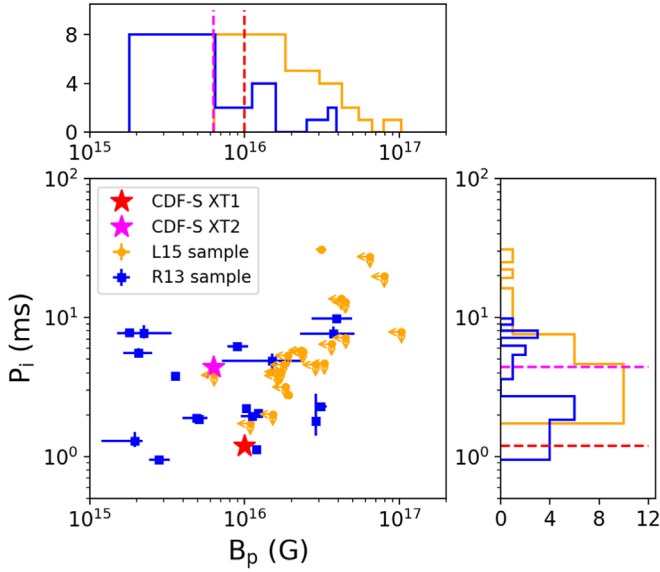 8
4
0
10^15 10^16 10^17
10^2 10^2
CDF-S XT1
CDF-S XT2
L15 sample
R13 sample
P_i (ms)
10^1 10^1
10^0 10^0
10^15 10^16 10^17 0 4 8 12
B_p (G)